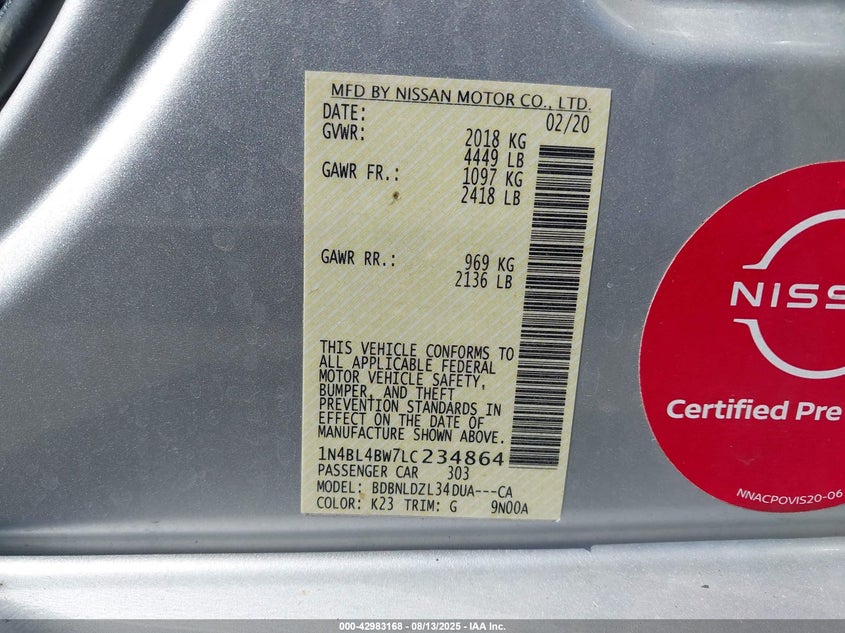 MFD BY NISSAN MOTOR CO., LTD.
DATE: 02/20
GVWR: 2018 KG
4449 LB
GAWR FR.: 1097 KG
2418 LB
GAWR RR.: 969 KG
2136 LB
THIS VEHICLE CONFORMS TO
ALL APPLICABLE FEDERAL
MOTOR VEHICLE SAFETY,
BUMPER, AND THEFT
PREVENTION STANDARDS IN
EFFECT ON THE DATE OF
MANUFACTURE SHOWN ABOVE.
1N4BL4BW7LC234864
PASSENGER CAR 303
MODEL: BDBNLDZL34DUA---CA
COLOR: K23 TRIM: G 9N00A
NISS
Certified Pre
NNACPOVIS20-06
000-42983168 - 08/13/2025 - IAA Inc.